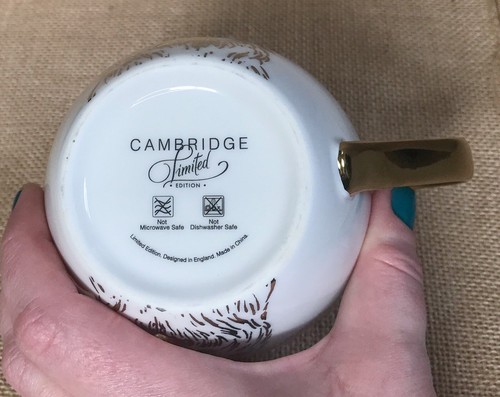 CAMBRIDGE
Limited
• EDITION •
Not Not
Microwave Safe Dishwasher Safe
Limited Edition. Designed in England. Made in China.